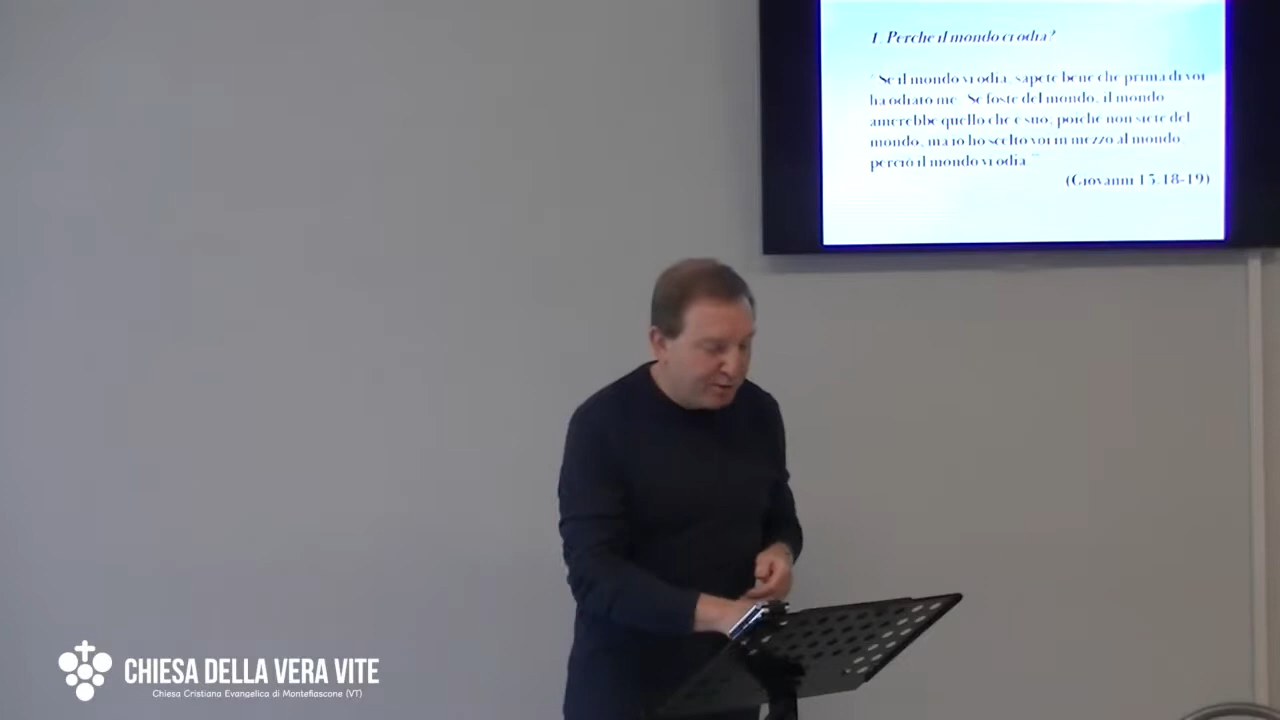 1. Perché il mondo ci odia?
"Se il mondo vi odia, sapete bene che prima di voi
ha odiato me. Se foste del mondo, il mondo
amerebbe quello che è suo; poiché non siete del
mondo, ma io ho scelto voi in mezzo al mondo,
perciò il mondo vi odia."
(Giovanni 15:18-19)
CHIESA DELLA VERA VITE
Chiesa Cristiana Evangelica di Montefiascone (VT)